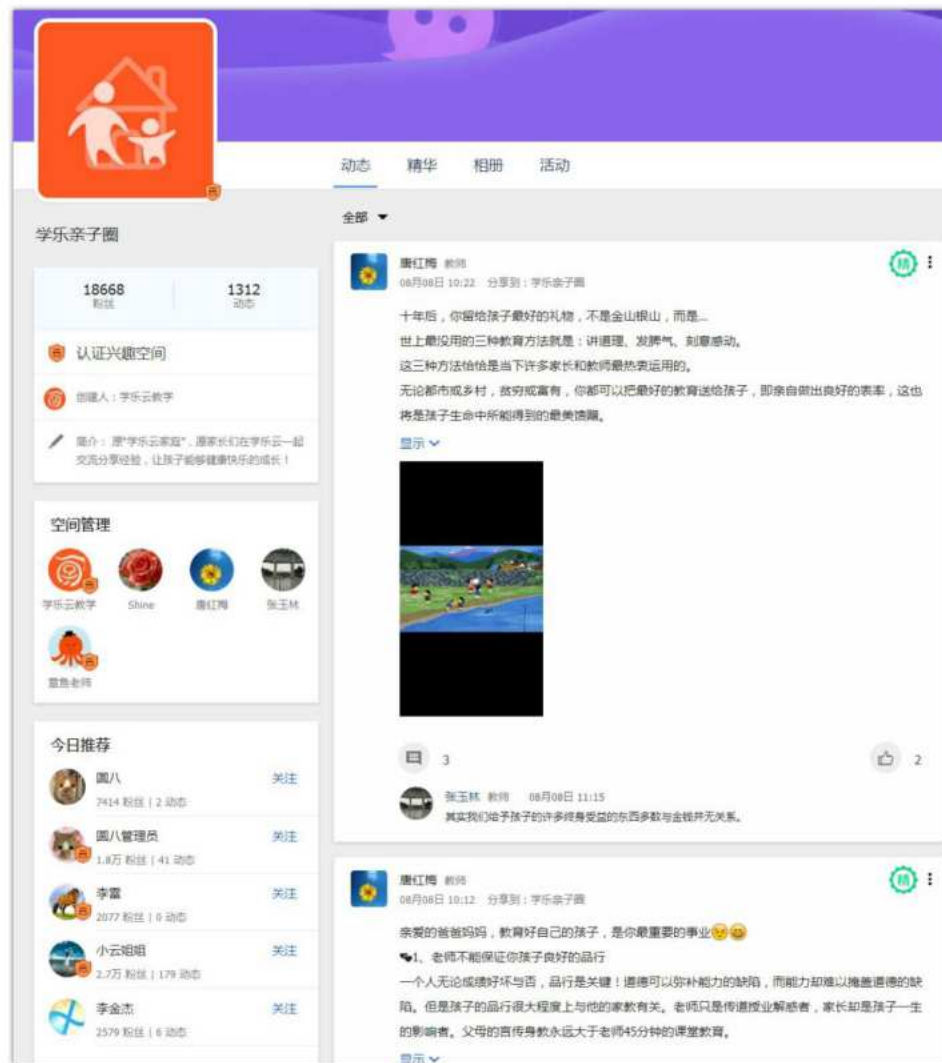 动态 精华 相册 活动
学乐亲子圈
18668 1312
粉丝 动态
认证兴趣空间
创建人：学乐云教学
简介： 原"学乐云家庭"，愿家长们在学乐云一起
交流分享经验，让孩子能够健康快乐的成长！
空间管理
学乐云教学 Shine 唐红梅 张玉林
章鱼老师
今日推荐
圆八 关注
7414 粉丝 | 2 动态
圆八管理员 关注
1.8万 粉丝 | 41 动态
李雷 关注
2077 粉丝 | 0 动态
小云姐姐 关注
2.7万 粉丝 | 179 动态
李金杰 关注
2579 粉丝 | 6 动态
全部
唐红梅 教师 精
08月08日 10:22 分享到：学乐亲子圈
十年后，你留给孩子最好的礼物，不是金山银山，而是...
世上最没用的三种教育方法就是：讲道理、发脾气、刻意感动。
这三种方法恰恰是当下许多家长和教师最热衷运用的。
无论都市或乡村，贫穷或富有，你都可以把最好的教育送给孩子，即亲自做出良好的表率，这也
将是孩子生命中所能得到的最美馈赠。
显示
3 2
张玉林 教师 08月08日 11:15
其实我们给予孩子的许多终身受益的东西多数与金钱并无关系。
唐红梅 教师 精
08月08日 10:12 分享到：学乐亲子圈
亲爱的爸爸妈妈，教育好自己的孩子，是你最重要的事业
1、老师不能保证你孩子良好的品行
一个人无论成绩好坏与否，品行是关键！道德可以弥补能力的缺陷，而能力却难以掩盖道德的缺
陷。但是孩子的品行很大程度上与他的家教有关。老师只是传道授业解惑者，家长却是孩子一生
的影响者。父母的言传身教永远大于老师45分钟的课堂教育。
显示